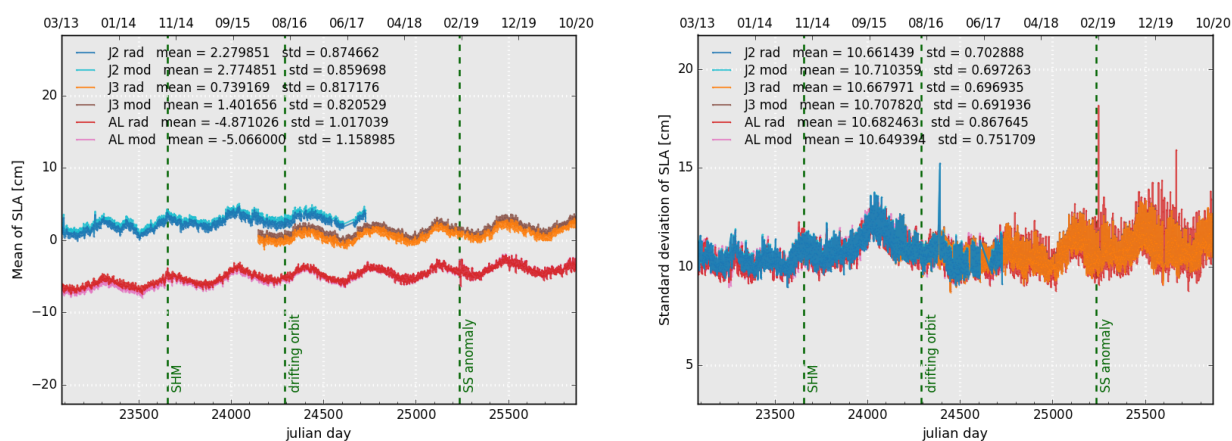 03/13 01/14 11/14 09/15 08/16 06/17 04/18 02/19 12/19 10/20
J2 rad mean = 2.279851 std = 0.874662
J2 mod mean = 2.774851 std = 0.859698
J3 rad mean = 0.739169 std = 0.817176
J3 mod mean = 1.401656 std = 0.820529
AL rad mean = -4.871026 std = 1.017039
AL mod mean = -5.066000 std = 1.158985
Mean of SLA [cm]
20
10
0
−10
−20
SHM
drifting orbit
SS anomaly
23500 24000 24500 25000 25500
julian day
03/13 01/14 11/14 09/15 08/16 06/17 04/18 02/19 12/19 10/20
J2 rad mean = 10.661439 std = 0.702888
J2 mod mean = 10.710359 std = 0.697263
J3 rad mean = 10.667971 std = 0.696935
J3 mod mean = 10.707820 std = 0.691936
AL rad mean = 10.682463 std = 0.867645
AL mod mean = 10.649394 std = 0.751709
Standard deviation of SLA [cm]
20
15
10
5
SHM
drifting orbit
SS anomaly
23500 24000 24500 25000 25500
julian day